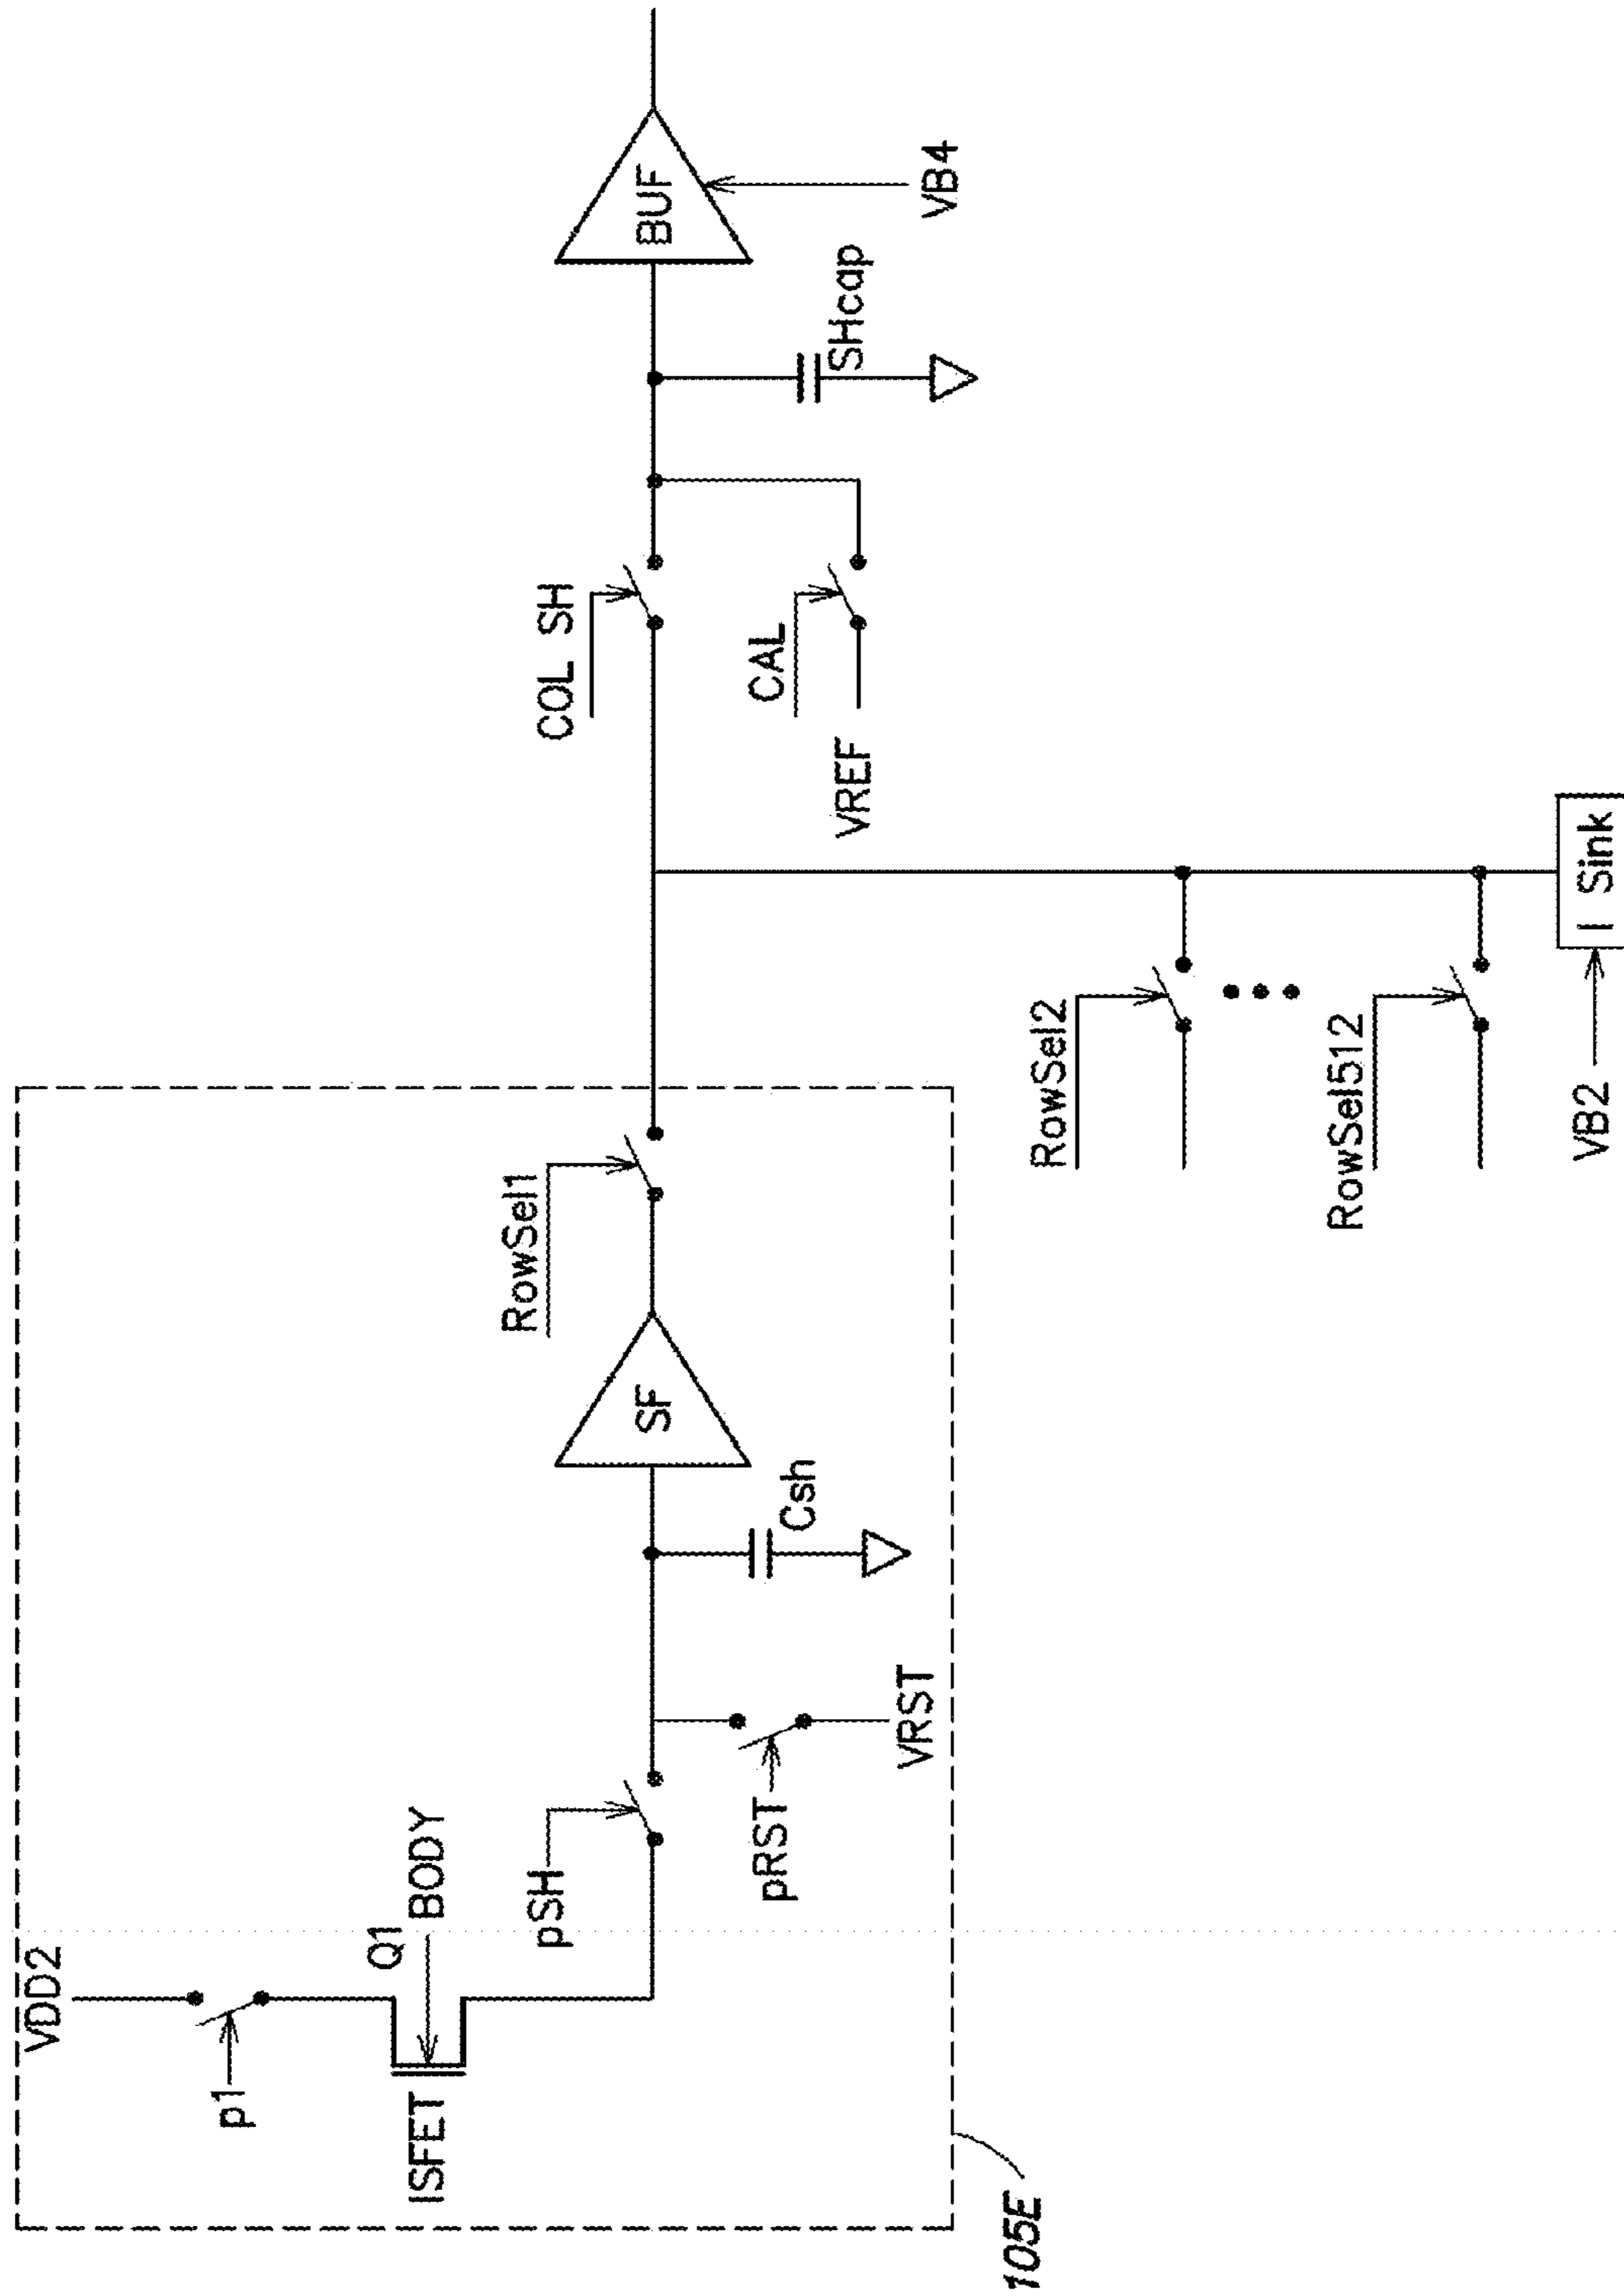 VDD2
p1
Q1
BODY
ISFET
pSH
pRST
VRST
Csh
SF
RowSel1
105E
COL SH
CAL
VREF
SHcap
BUF
VB4
RowSel2
RowSel512
VB2
I Sink